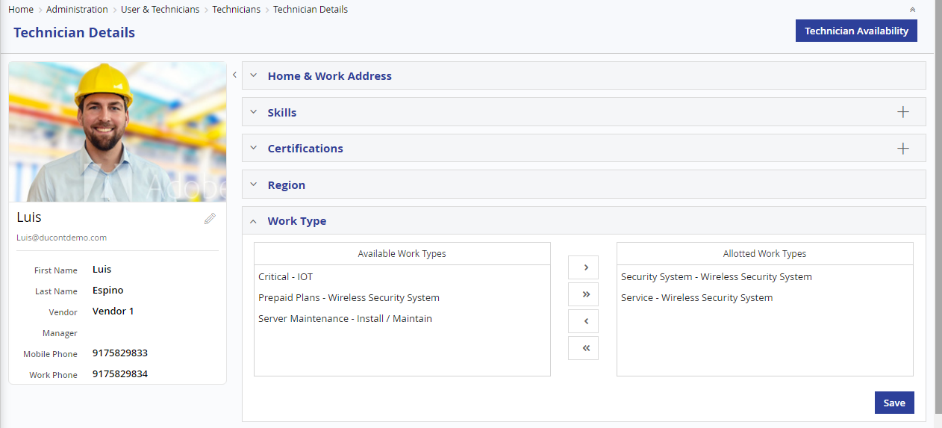 Home > Administration > User & Technicians > Technicians > Technician Details
Technician Details
Technician Availability
Home & Work Address
Skills
Certifications
Region
Work Type
Luis
Luis@ducontdemo.com
First Name Luis
Last Name Espino
Vendor Vendor 1
Manager
Mobile Phone 9175829833
Work Phone 9175829834
Available Work Types
Critical - IOT
Prepaid Plans - Wireless Security System
Server Maintenance - Install / Maintain
Allotted Work Types
Security System - Wireless Security System
Service - Wireless Security System
Save